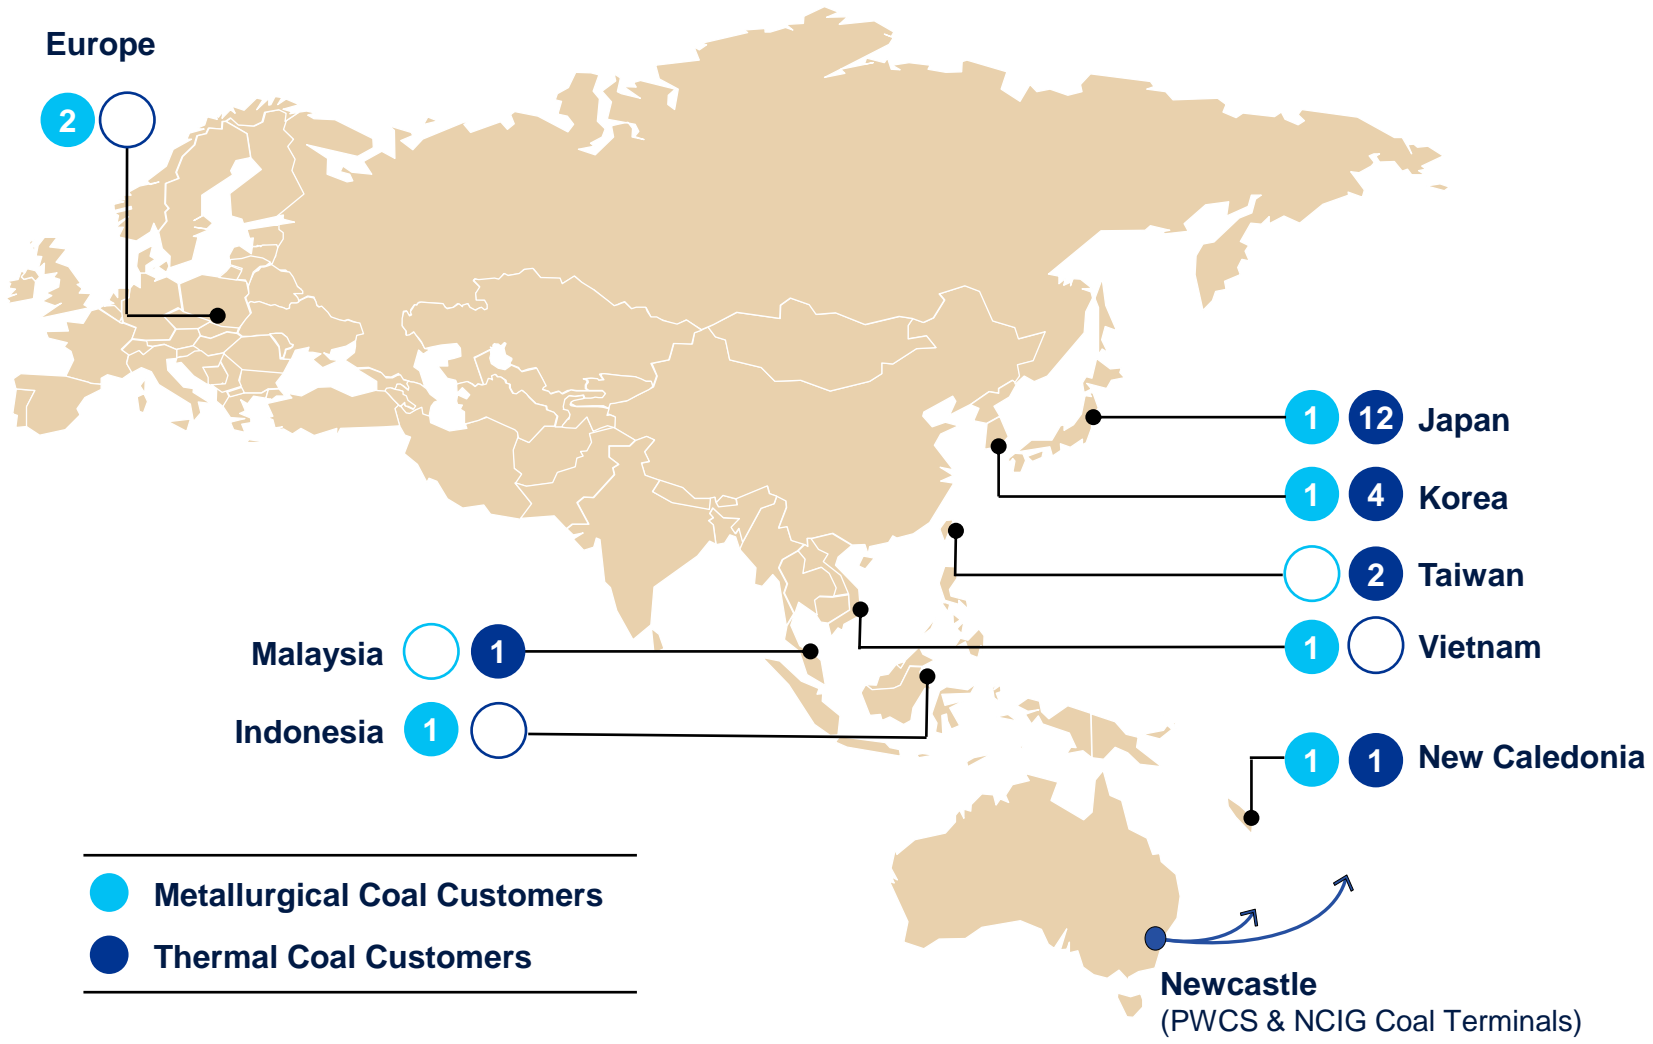 Europe
2
1 12 Japan
1 4 Korea
2 Taiwan
1 Vietnam
Malaysia 1
Indonesia 1
1 1 New Caledonia
Metallurgical Coal Customers
Thermal Coal Customers
Newcastle
(PWCS & NCIG Coal Terminals)